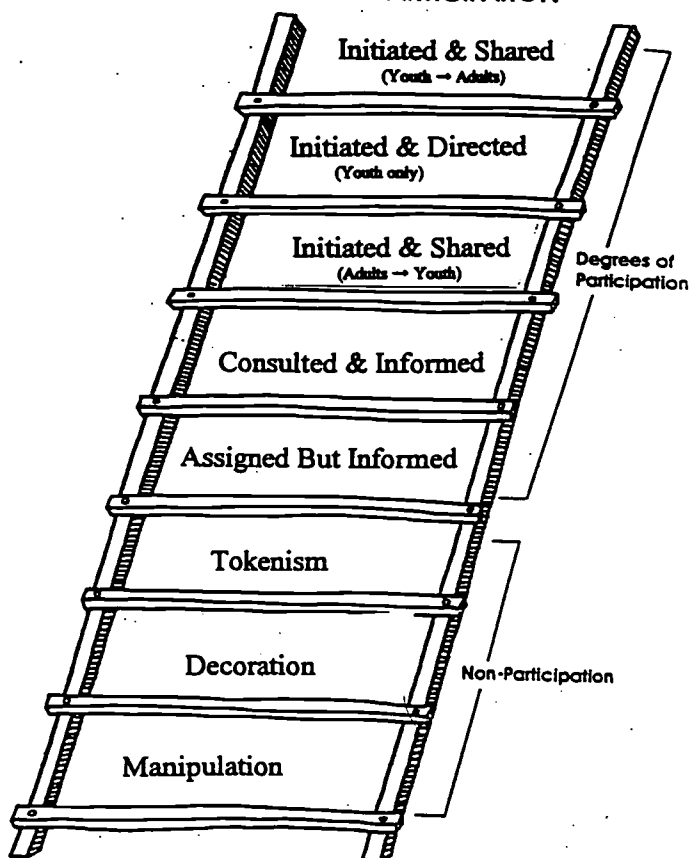 Initiated & Shared
(Youth → Adults)
Initiated & Directed
(Youth only)
Initiated & Shared
(Adults → Youth)
Degrees of
Participation
Consulted & Informed
Assigned But Informed
Tokenism
Decoration
Non-Participation
Manipulation